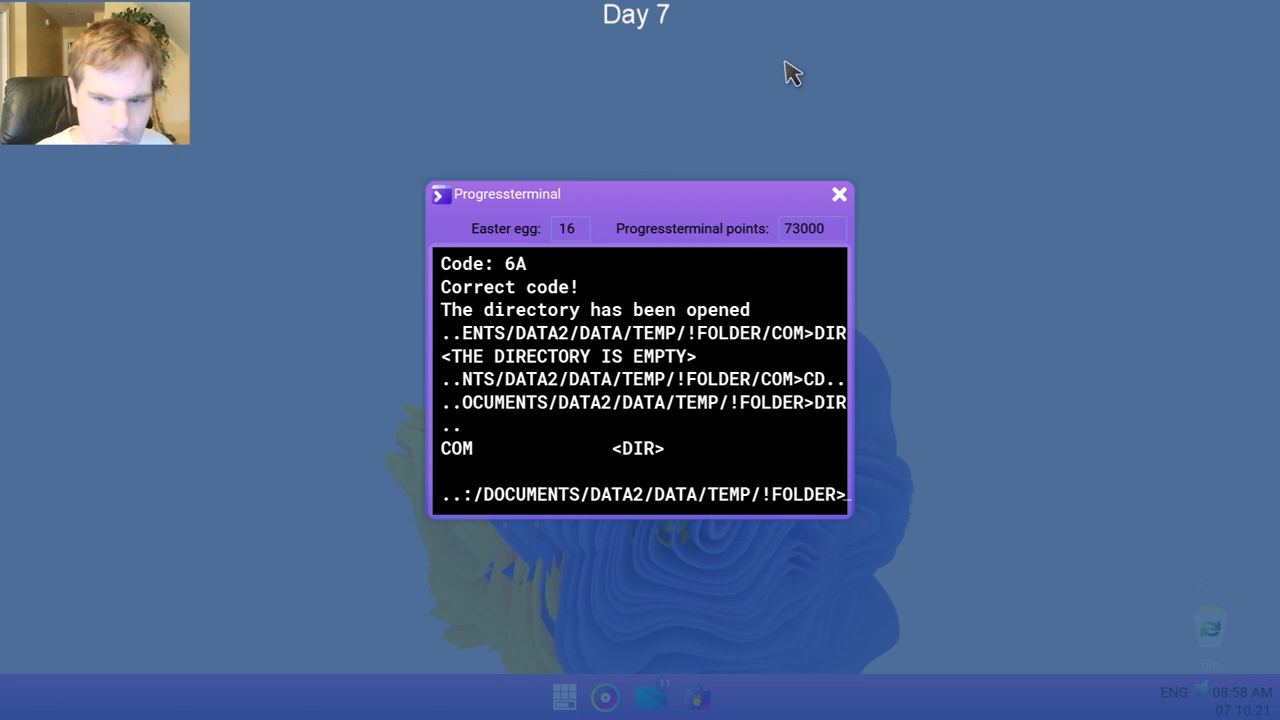 Day 7
Progressterminal
Easter egg: 16 Progressterminal points: 73000
Code: 6A
Correct code!
The directory has been opened
..ENTS/DATA2/DATA/TEMP/!FOLDER/COM>DIR
<THE DIRECTORY IS EMPTY>
..NTS/DATA2/DATA/TEMP/!FOLDER/COM>CD..
..OCUMENTS/DATA2/DATA/TEMP/!FOLDER>DIR
..
COM <DIR>
..:/DOCUMENTS/DATA2/DATA/TEMP/!FOLDER>_
Bin
11
ENG 08:58 AM
07.10.21